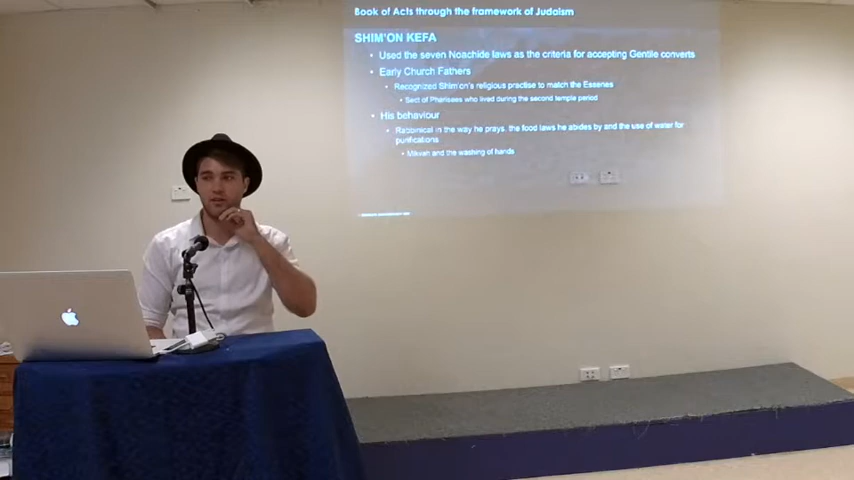 Book of Acts through the framework of Judaism
SHIM'ON KEFA
• Used the seven Noachide laws as the criteria for accepting Gentile converts
• Early Church Fathers
• Recognized Shim'on's religious practise to match the Essenes
• Sect of Pharisees who lived during the second temple period
• His behaviour
• Rabbinical in the way he prays, the food laws he abides by and the use of water for
purifications
• Mikvah and the washing of hands